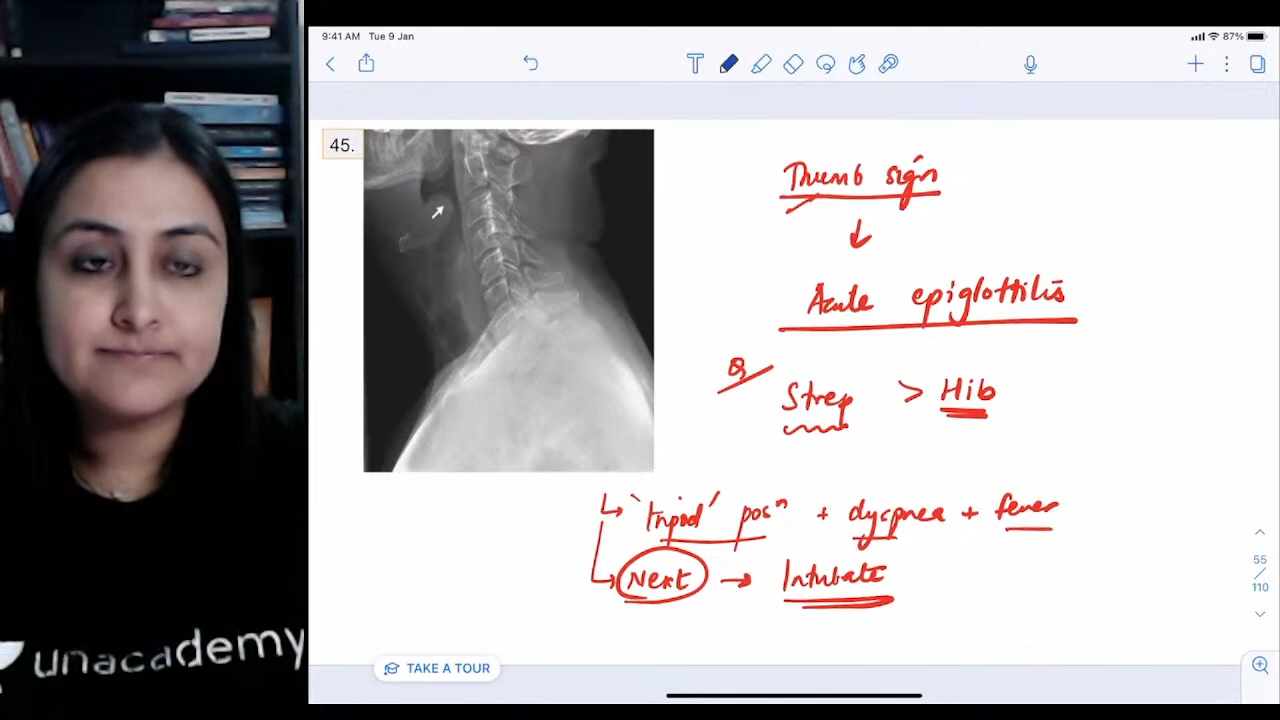 9:41 AM Tue 9 Jan
87%
45.
Thumb sign
Acute epiglottitis
Q
Strep > Hib
'tripod' posⁿ + dyspnea + fever
Next → Intubate
55
/
110
TAKE A TOUR
unacademy